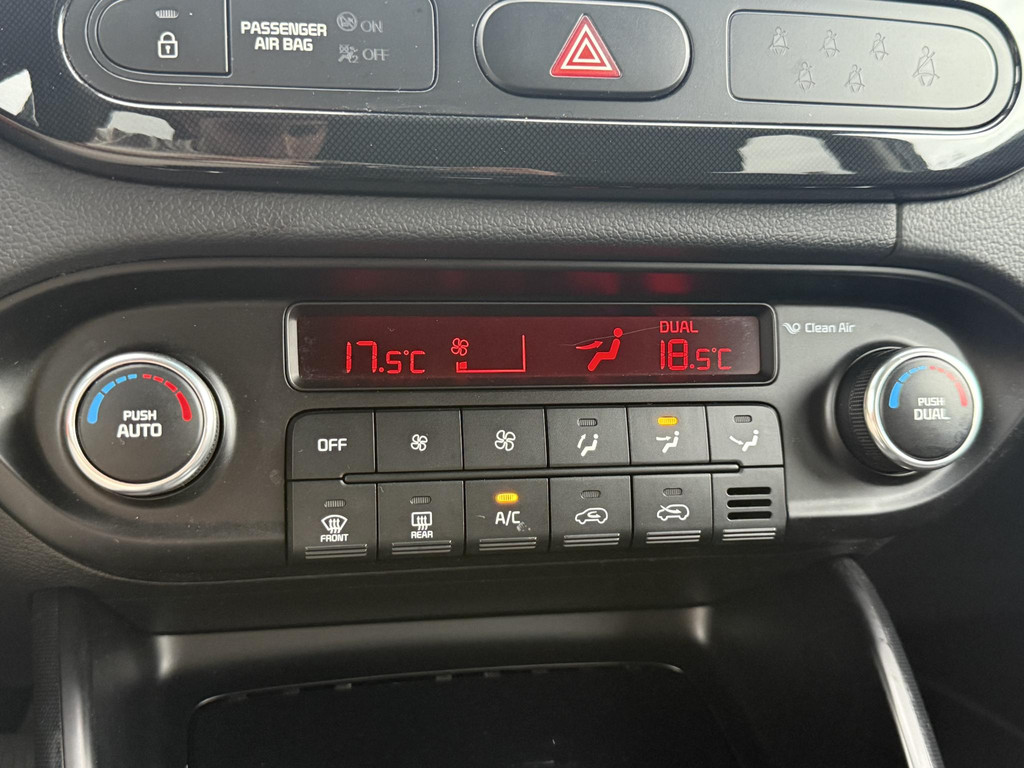 PASSENGER
AIR BAG
ON
OFF
17.5°C
DUAL
18.5°C
Clean Air
PUSH
AUTO
PUSH
DUAL
OFF
FRONT
REAR
A/C